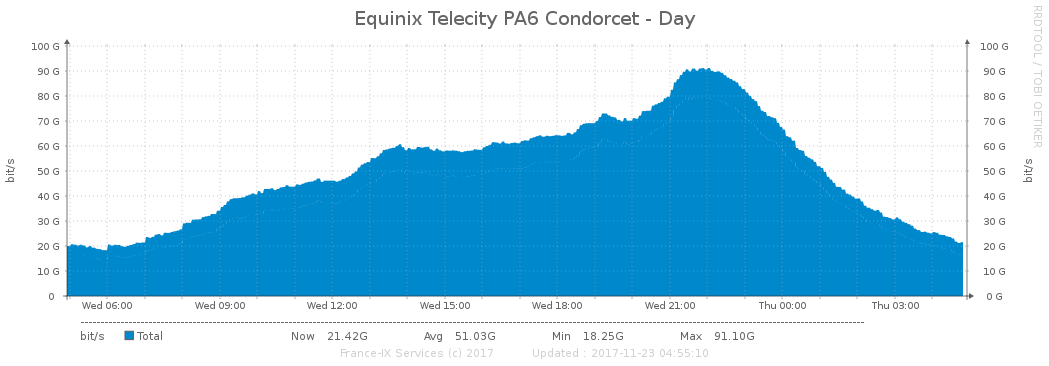 Equinix Telecity PA6 Condorcet - Day
RRDTOOL / TOBI OETIKER
bit/s
100 G
90 G
80 G
70 G
60 G
50 G
40 G
30 G
20 G
10 G
0
100 G
90 G
80 G
70 G
60 G
50 G
40 G
30 G
20 G
10 G
0 G
bit/s
Wed 06:00 Wed 09:00 Wed 12:00 Wed 15:00 Wed 18:00 Wed 21:00 Thu 00:00 Thu 03:00
bit/s Total Now 21.42G Avg 51.03G Min 18.25G Max 91.10G
France-IX Services (c) 2017 Updated : 2017-11-23 04:55:10